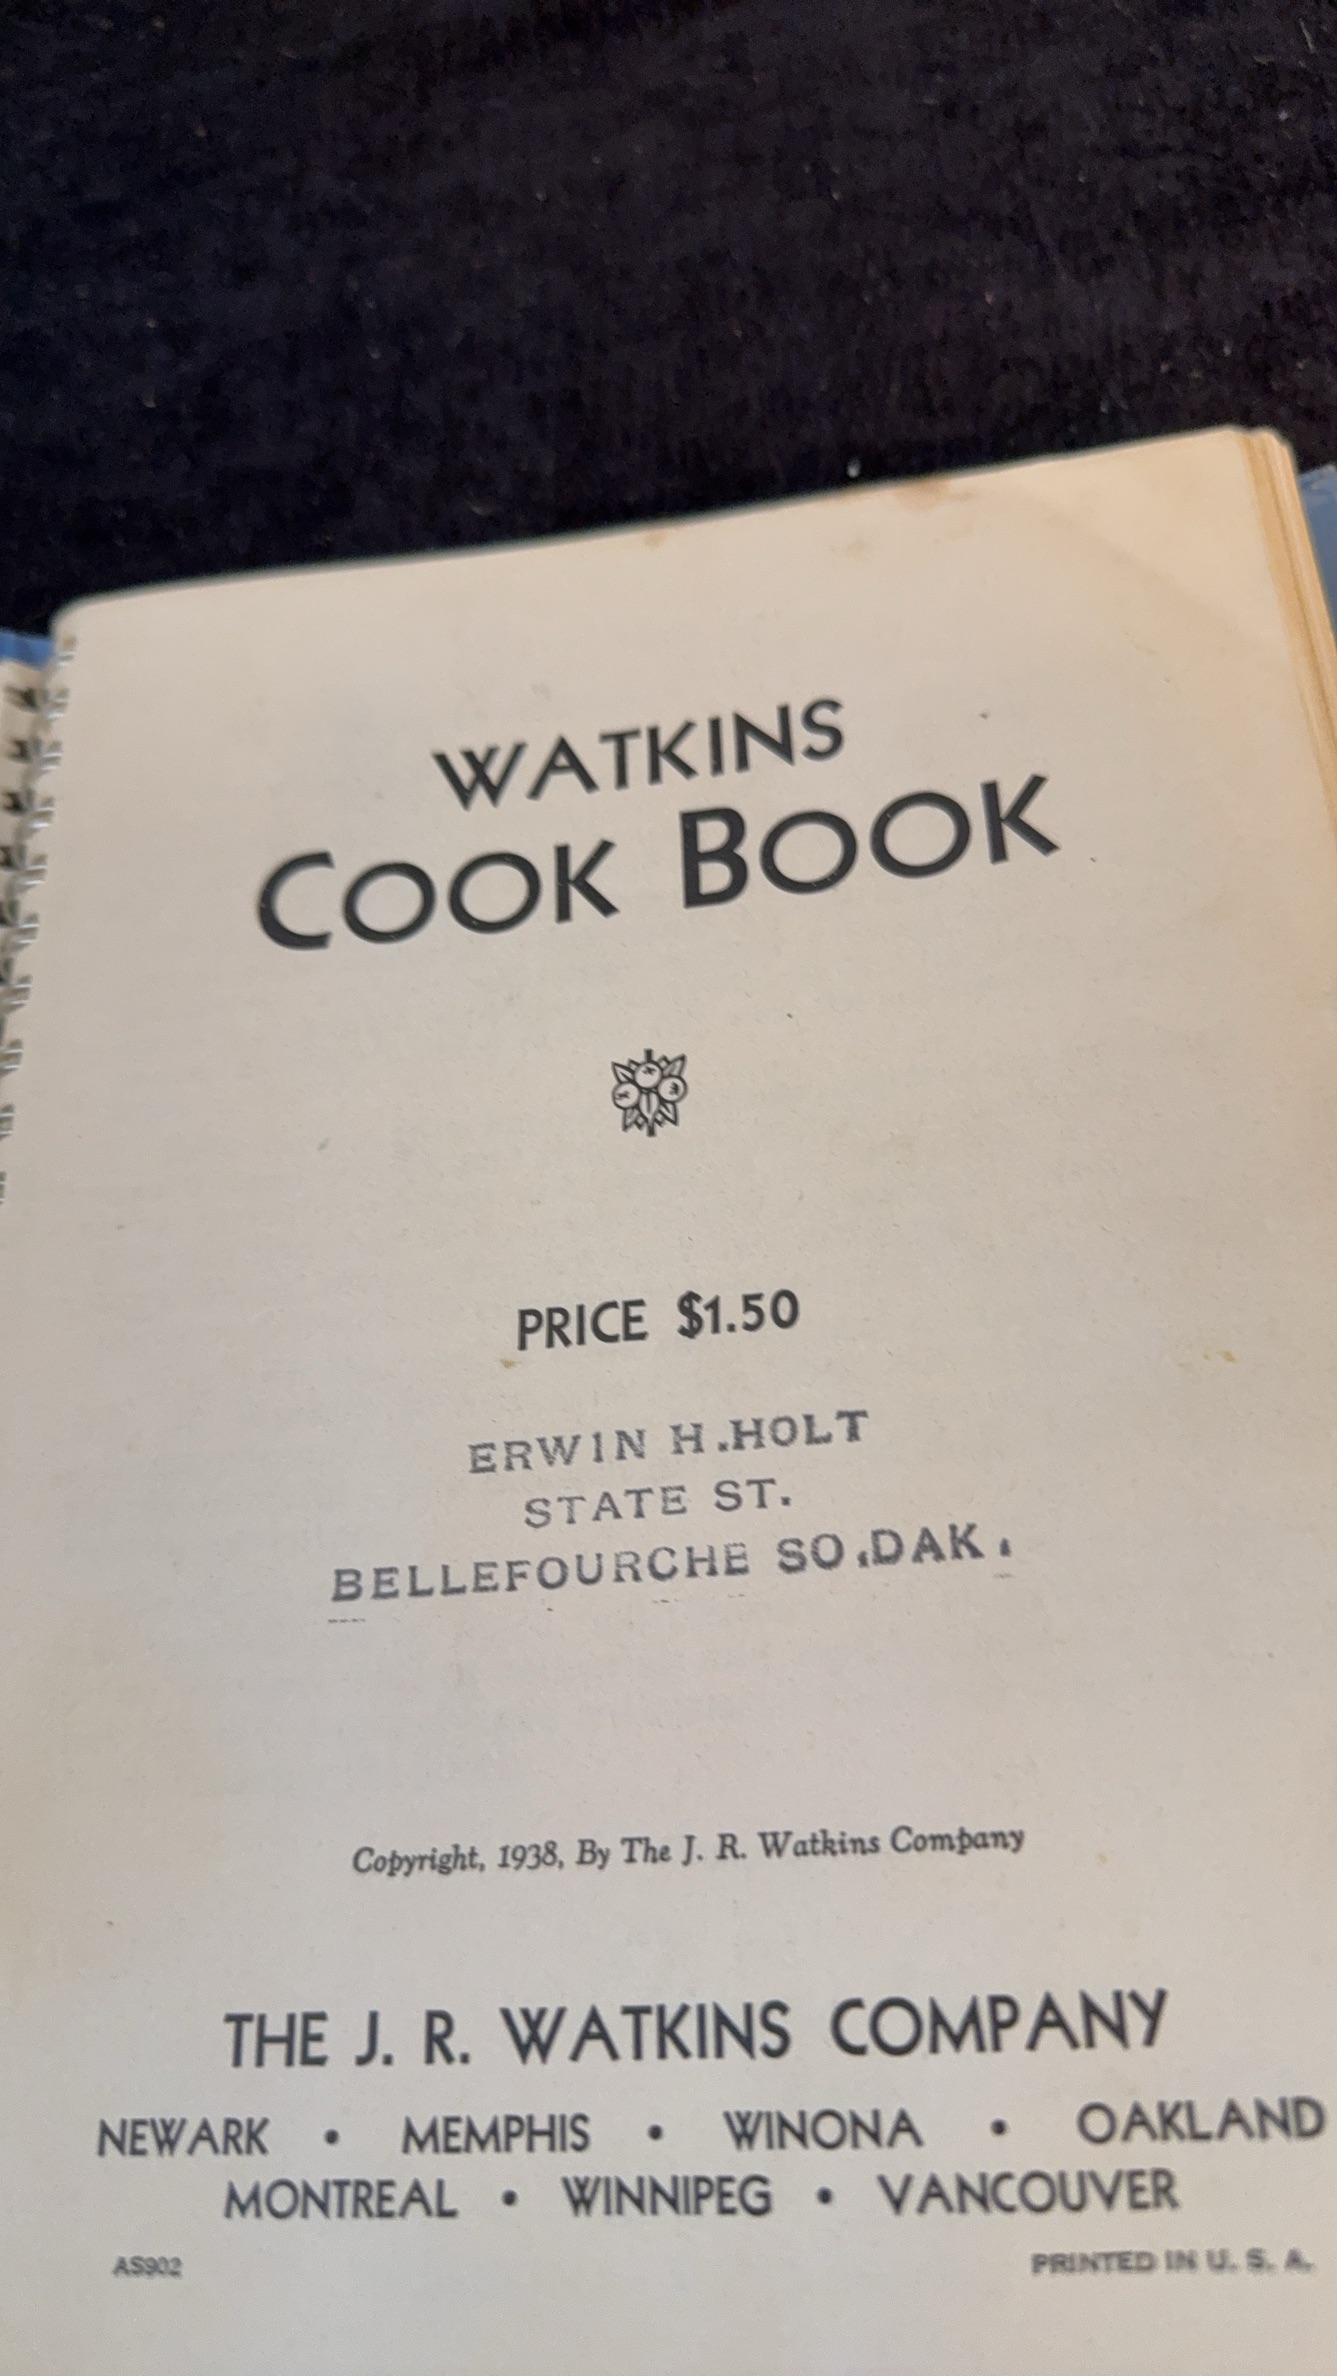 WATKINS
COOK BOOK
PRICE $1.50
ERWIN H.HOLT
STATE ST.
BELLEFOURCHE SO.DAK.
Copyright, 1938, By The J. R. Watkins Company
THE J. R. WATKINS COMPANY
NEWARK • MEMPHIS • WINONA • OAKLAND
MONTREAL • WINNIPEG • VANCOUVER
AS902 PRINTED IN U. S. A.